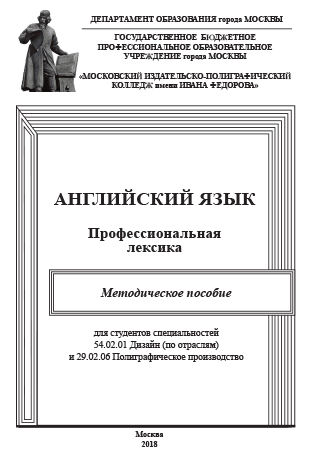 ДЕПАРТАМЕНТ ОБРАЗОВАНИЯ города МОСКВЫ
ГОСУДАРСТВЕННОЕ БЮДЖЕТНОЕ
ПРОФЕССИОНАЛЬНОЕ ОБРАЗОВАТЕЛЬНОЕ
УЧРЕЖДЕНИЕ города МОСКВЫ
«МОСКОВСКИЙ ИЗДАТЕЛЬСКО-ПОЛИГРАФИЧЕСКИЙ
КОЛЛЕДЖ имени ИВАНА ФЕДОРОВА»
АНГЛИЙСКИЙ ЯЗЫК
Профессиональная
лексика
Методическое пособие
для студентов специальностей
54.02.01 Дизайн (по отраслям)
и 29.02.06 Полиграфическое производство
Москва
2018